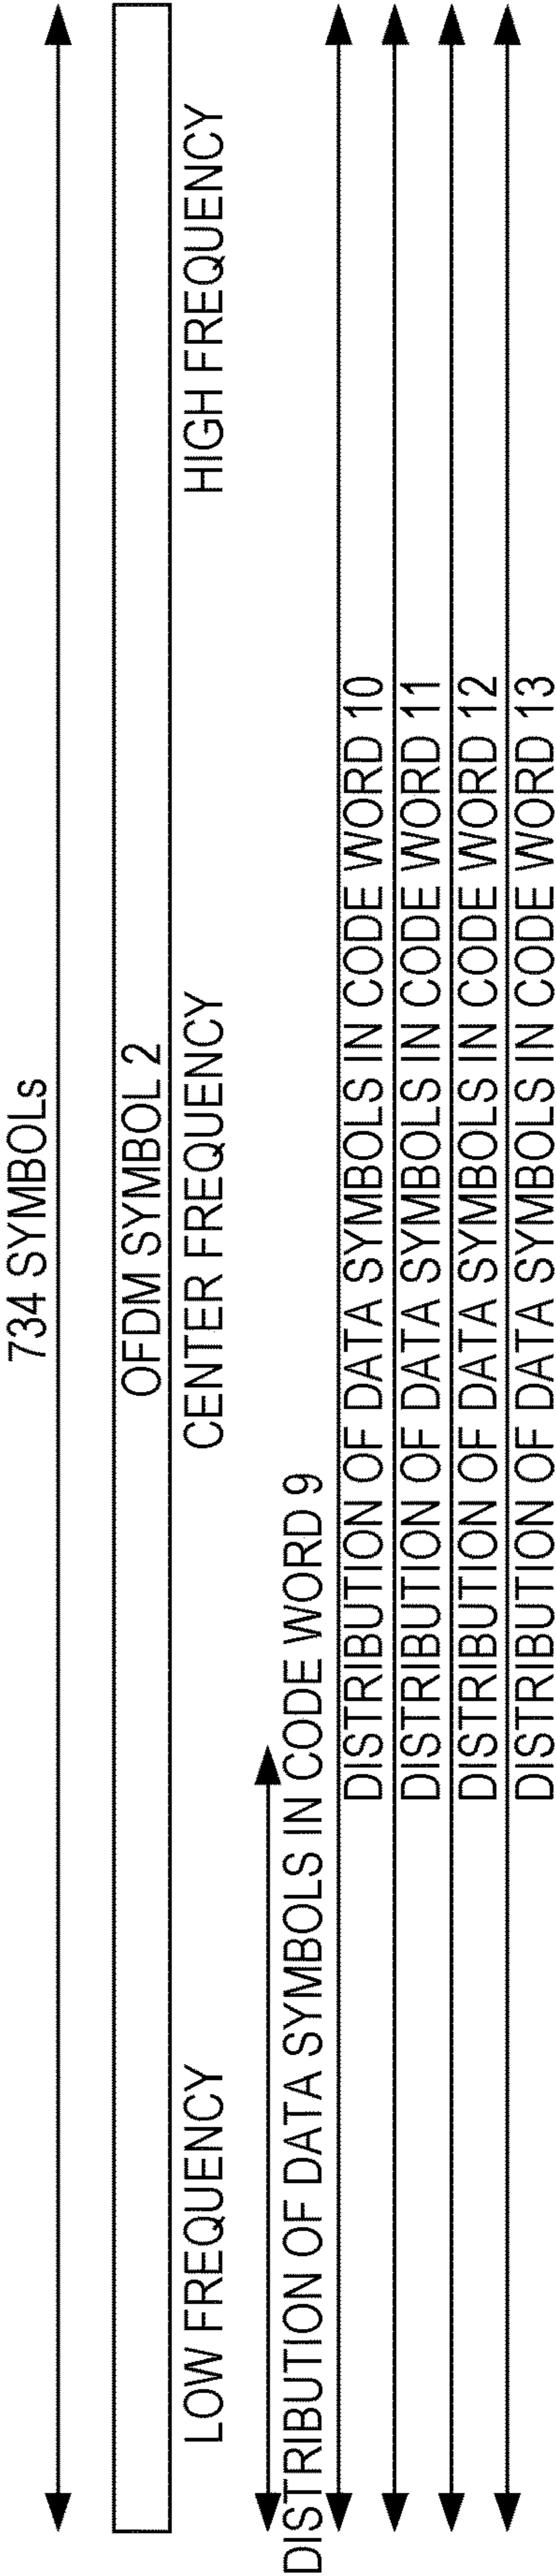 734 SYMBOLs
OFDM SYMBOL 2
LOW FREQUENCY
CENTER FREQUENCY
HIGH FREQUENCY
DISTRIBUTION OF DATA SYMBOLS IN CODE WORD 9
DISTRIBUTION OF DATA SYMBOLS IN CODE WORD 10
DISTRIBUTION OF DATA SYMBOLS IN CODE WORD 11
DISTRIBUTION OF DATA SYMBOLS IN CODE WORD 12
DISTRIBUTION OF DATA SYMBOLS IN CODE WORD 13